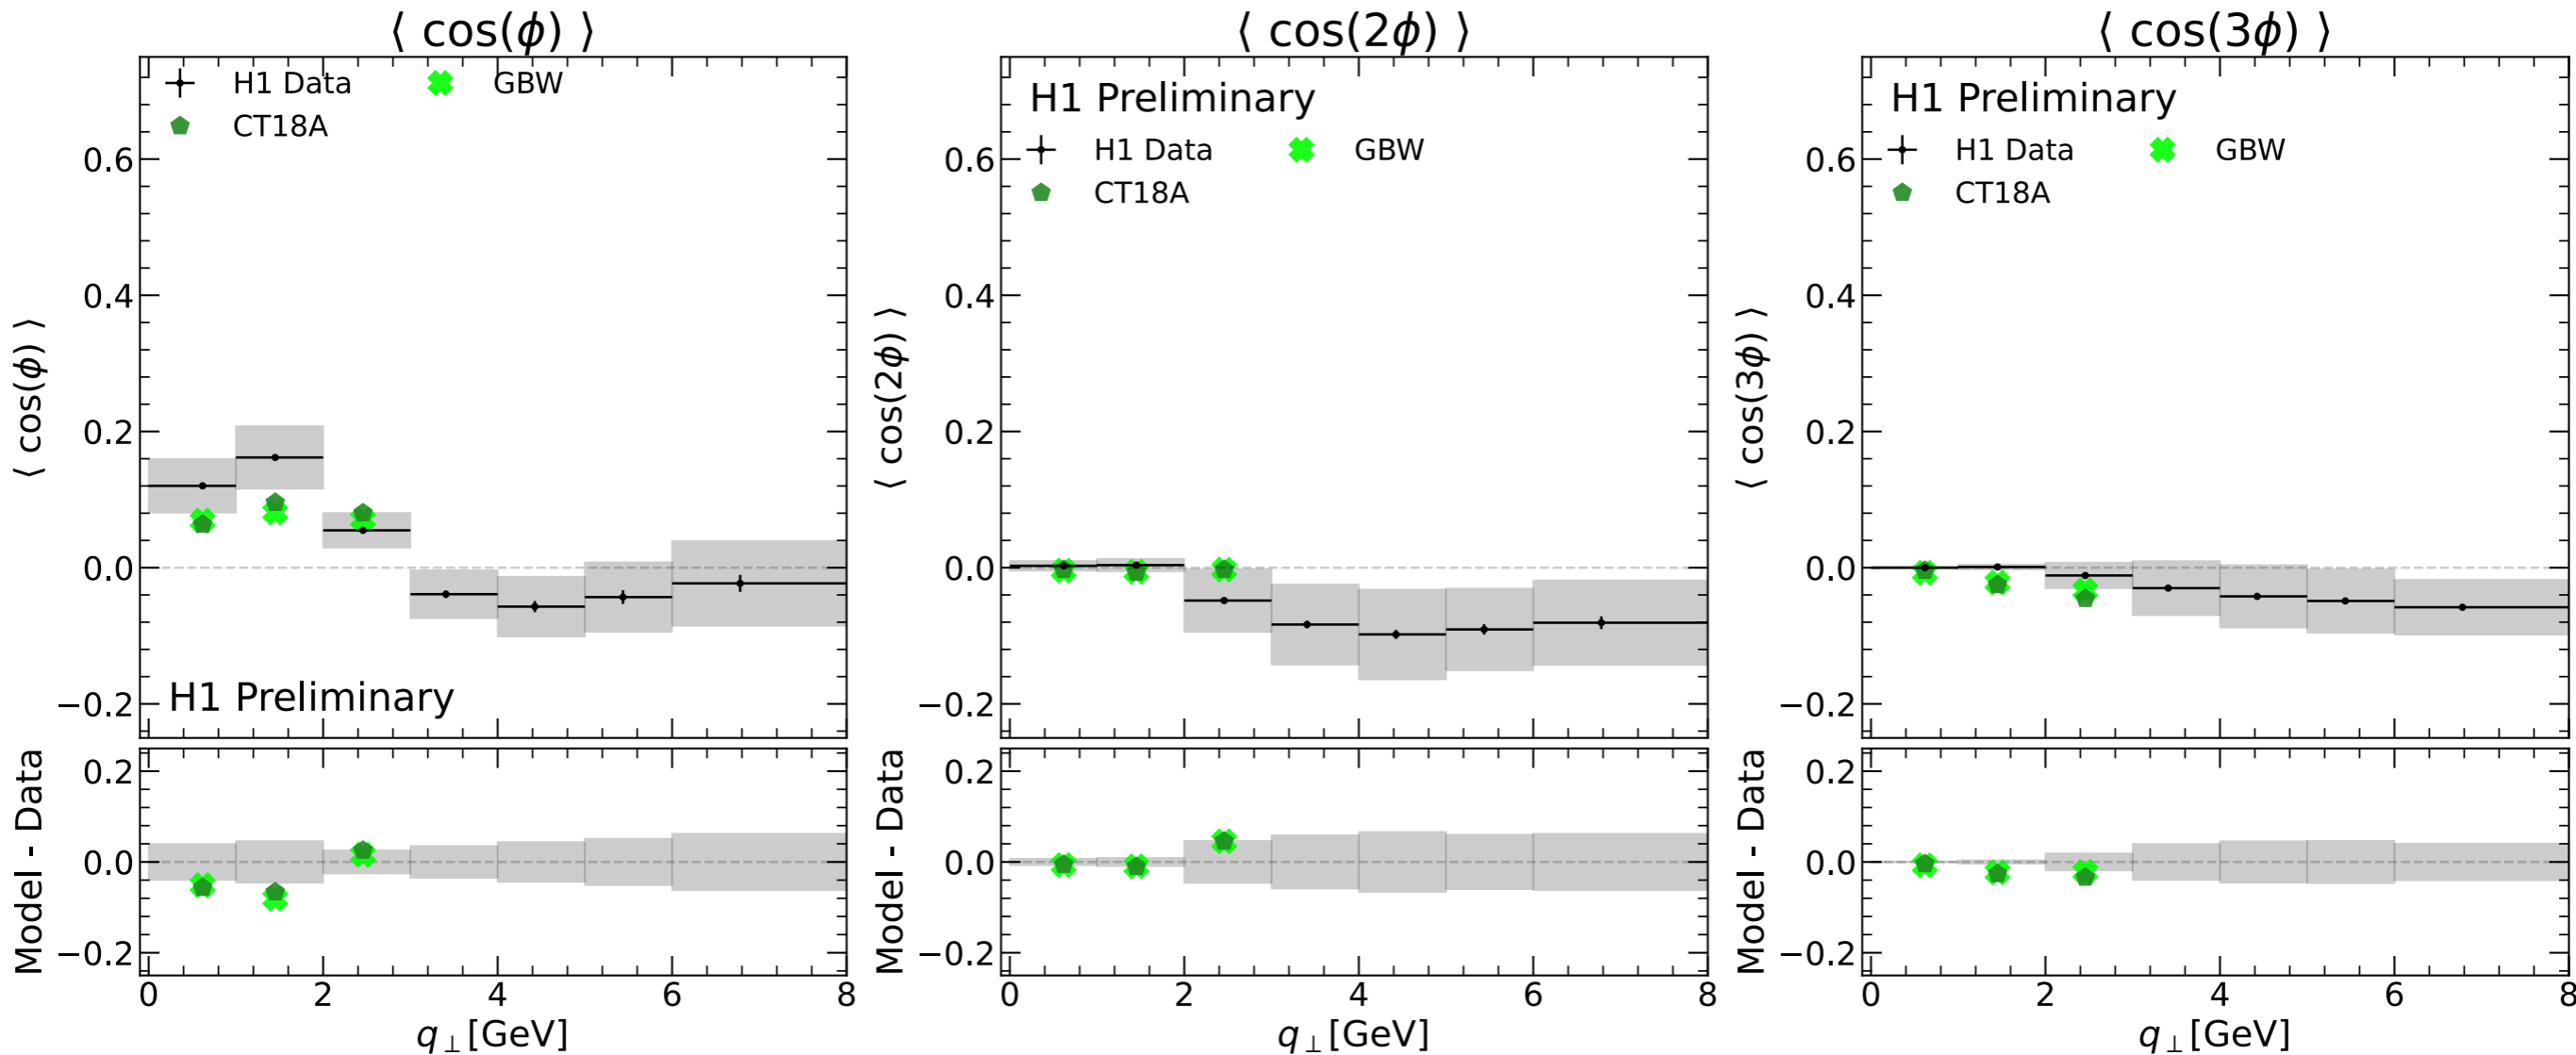 ⟨ cos(ϕ) ⟩
H1 Data
GBW
CT18A
0.6
0.4
0.2
0.0
−0.2
⟨ cos(ϕ) ⟩
H1 Preliminary
0.2
0.0
−0.2
Model - Data
0 2 4 6 8
q⊥[GeV]
⟨ cos(2ϕ) ⟩
H1 Preliminary
H1 Data
GBW
CT18A
0.6
0.4
0.2
0.0
−0.2
⟨ cos(2ϕ) ⟩
0.2
0.0
−0.2
Model - Data
0 2 4 6 8
q⊥[GeV]
⟨ cos(3ϕ) ⟩
H1 Preliminary
H1 Data
GBW
CT18A
0.6
0.4
0.2
0.0
−0.2
⟨ cos(3ϕ) ⟩
0.2
0.0
−0.2
Model - Data
0 2 4 6 8
q⊥[GeV]